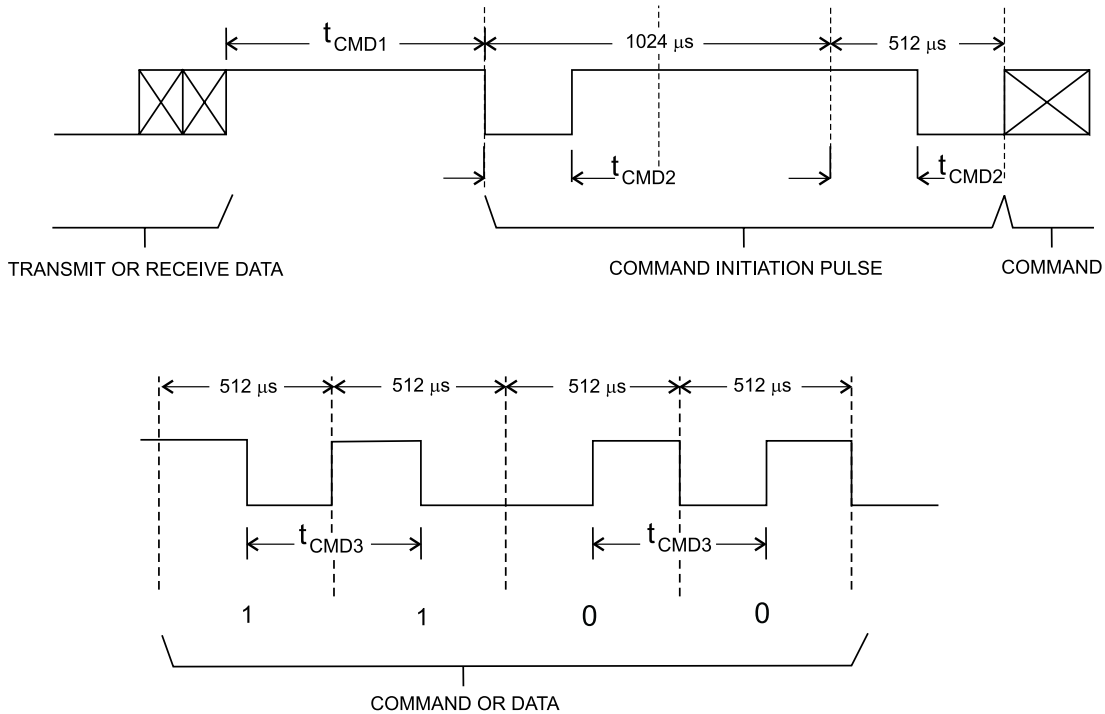 tCMD1
1024 μs
512 μs
tCMD2
tCMD2
TRANSMIT OR RECEIVE DATA
COMMAND INITIATION PULSE
COMMAND
512 μs
512 μs
512 μs
512 μs
tCMD3
tCMD3
1
1
0
0
COMMAND OR DATA